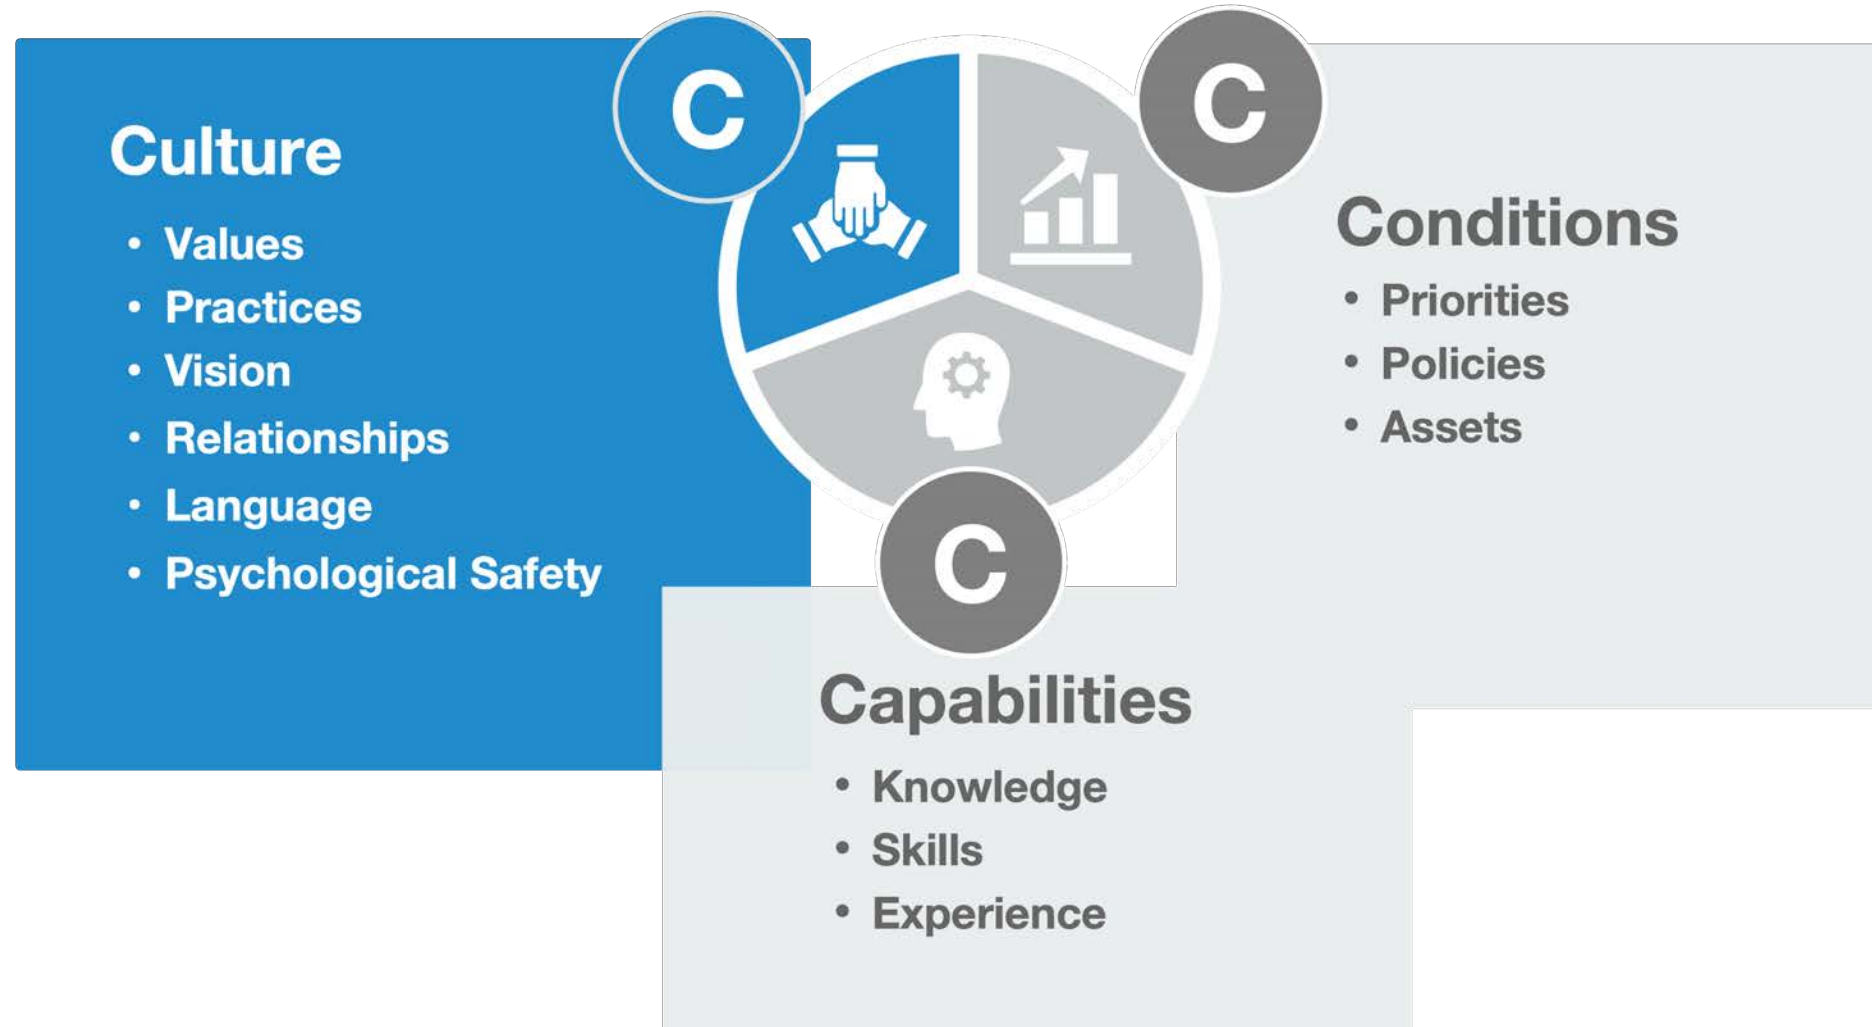 C
Culture
• Values
• Practices
• Vision
• Relationships
• Language
• Psychological Safety
C
Conditions
• Priorities
• Policies
• Assets
C
Capabilities
• Knowledge
• Skills
• Experience